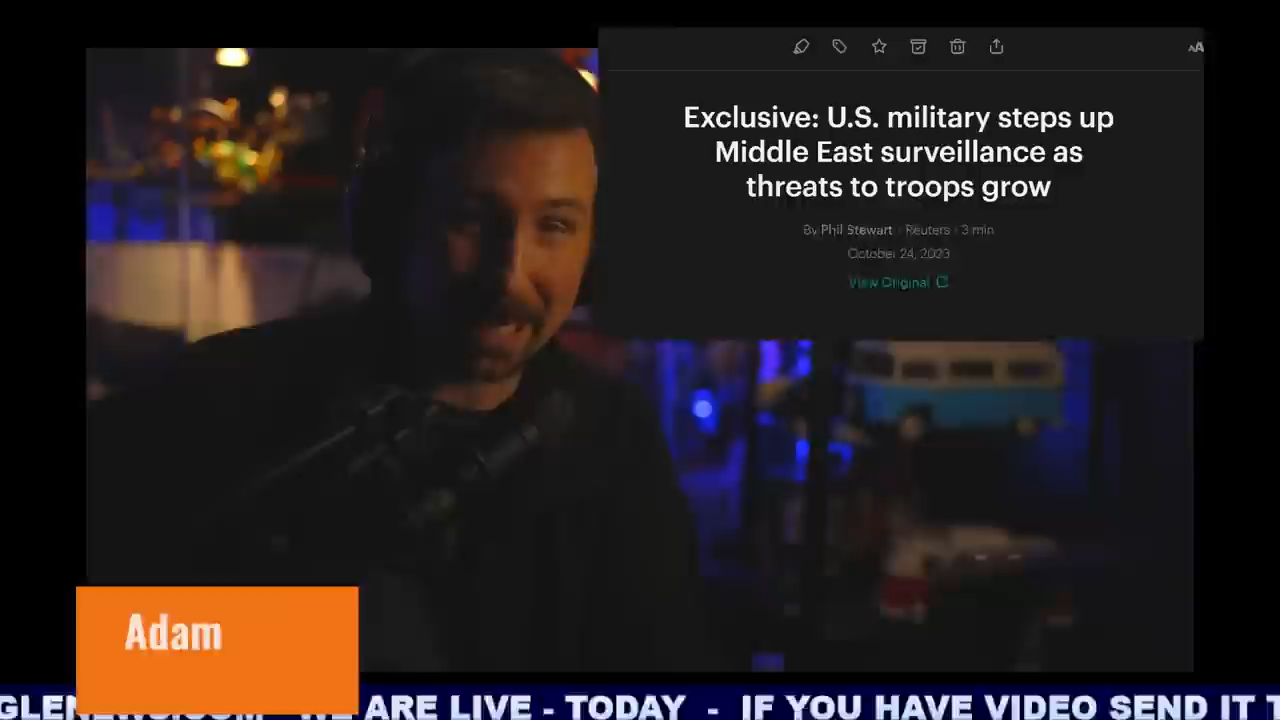 Exclusive: U.S. military steps up
Middle East surveillance as
threats to troops grow
By Phil Stewart · Reuters · 3 min
October 24, 2023
View Original
AA
Adam
ARE LIVE - TODAY - IF YOU HAVE VIDEO SEND IT